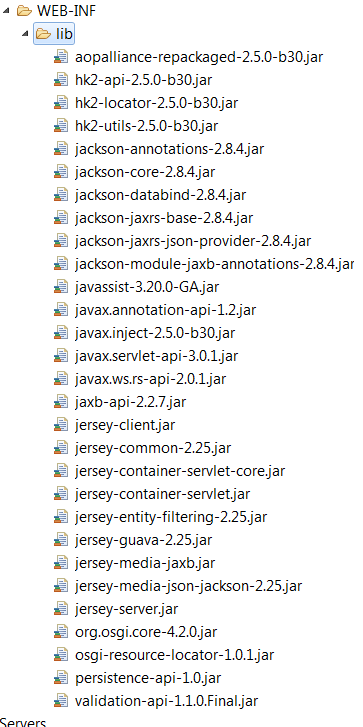 WEB-INF
lib
aopalliance-repackaged-2.5.0-b30.jar
hk2-api-2.5.0-b30.jar
hk2-locator-2.5.0-b30.jar
hk2-utils-2.5.0-b30.jar
jackson-annotations-2.8.4.jar
jackson-core-2.8.4.jar
jackson-databind-2.8.4.jar
jackson-jaxrs-base-2.8.4.jar
jackson-jaxrs-json-provider-2.8.4.jar
jackson-module-jaxb-annotations-2.8.4.jar
javassist-3.20.0-GA.jar
javax.annotation-api-1.2.jar
javax.inject-2.5.0-b30.jar
javax.servlet-api-3.0.1.jar
javax.ws.rs-api-2.0.1.jar
jaxb-api-2.2.7.jar
jersey-client.jar
jersey-common-2.25.jar
jersey-container-servlet-core.jar
jersey-container-servlet.jar
jersey-entity-filtering-2.25.jar
jersey-guava-2.25.jar
jersey-media-jaxb.jar
jersey-media-json-jackson-2.25.jar
jersey-server.jar
org.osgi.core-4.2.0.jar
osgi-resource-locator-1.0.1.jar
persistence-api-1.0.jar
validation-api-1.1.0.Final.jar
Servers